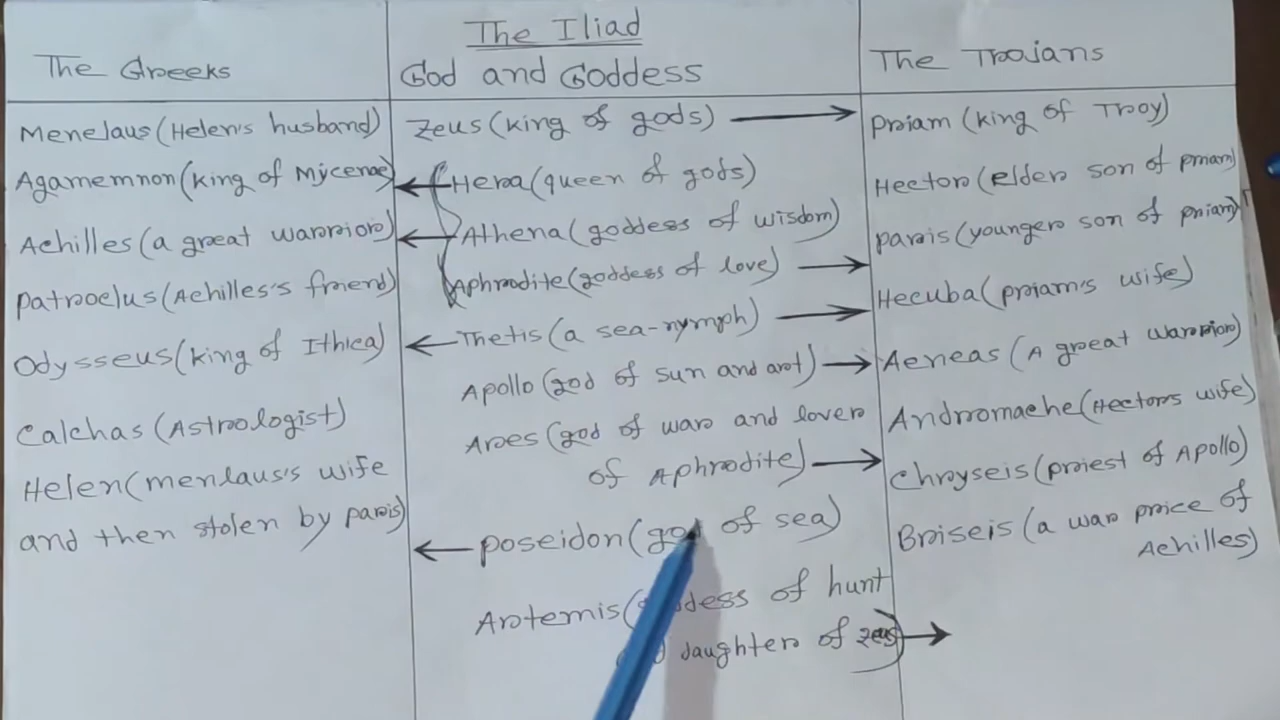 The Iliad
The Greeks
God and Goddess
The Trojans
Menelaus (Helen's husband)
Agamemnon (king of Mycenae)
Achilles (a great warrior)
Patroclus (Achilles's friend)
Odysseus (king of Ithica)
Calchas (Astrologist)
Helen (menlaus's wife
and then stolen by paris)
Zeus (king of gods)
Hera (queen of gods)
Athena (goddess of wisdom)
Aphrodite (goddess of love)
Thetis (a sea-nymph)
Apollo (god of sun and art)
Ares (god of war and lover
of Aphrodite)
Poseidon (god of sea)
Artemis (goddess of hunt
daughter of zeus)
Priam (king of Troy)
Hector (elder son of priam)
Paris (younger son of priam)
Hecuba (priam's wife)
Aeneas (A great warrior)
Andromache (Hector's wife)
Chryseis (priest of Apollo)
Briseis (a war price of
Achilles)